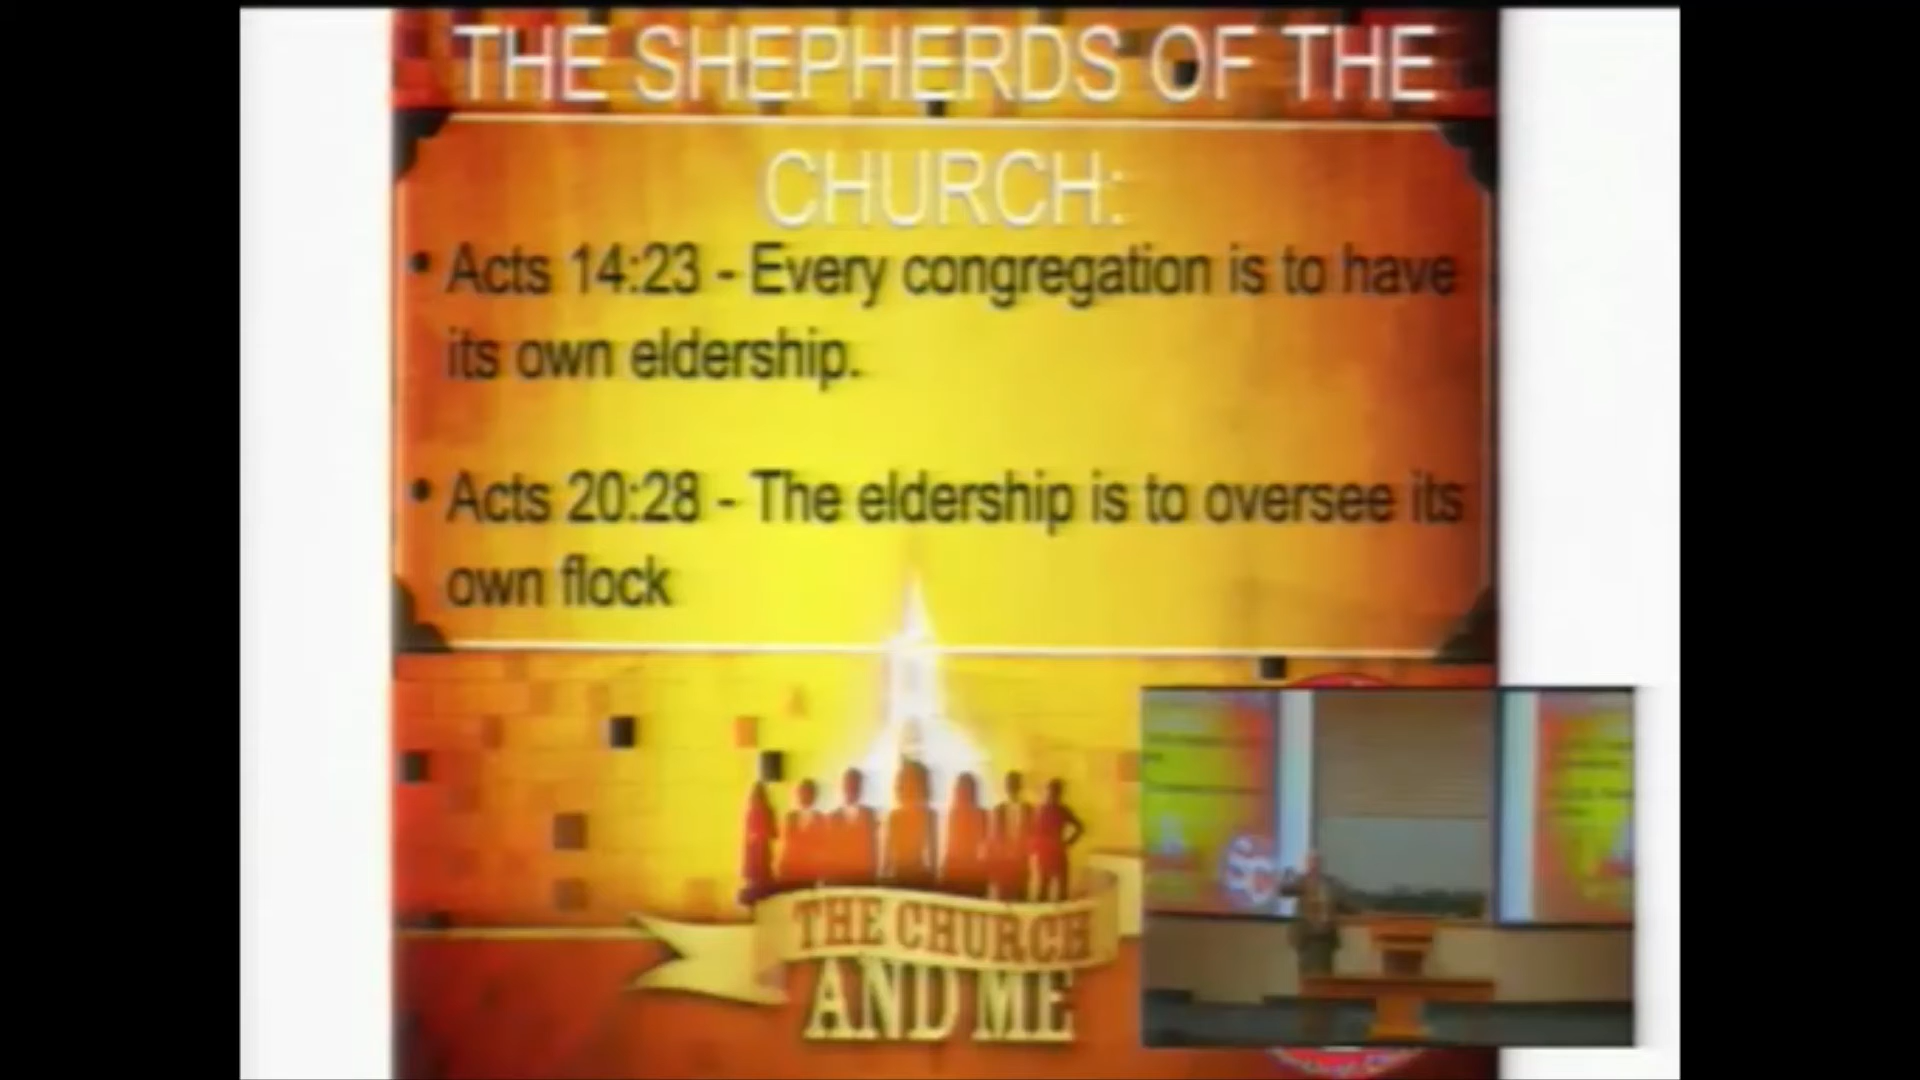 THE SHEPHERDS OF THE
CHURCH:
• Acts 14:23 - Every congregation is to have
its own eldership.
• Acts 20:28 - The eldership is to oversee its
own flock
THE CHURCH
AND ME